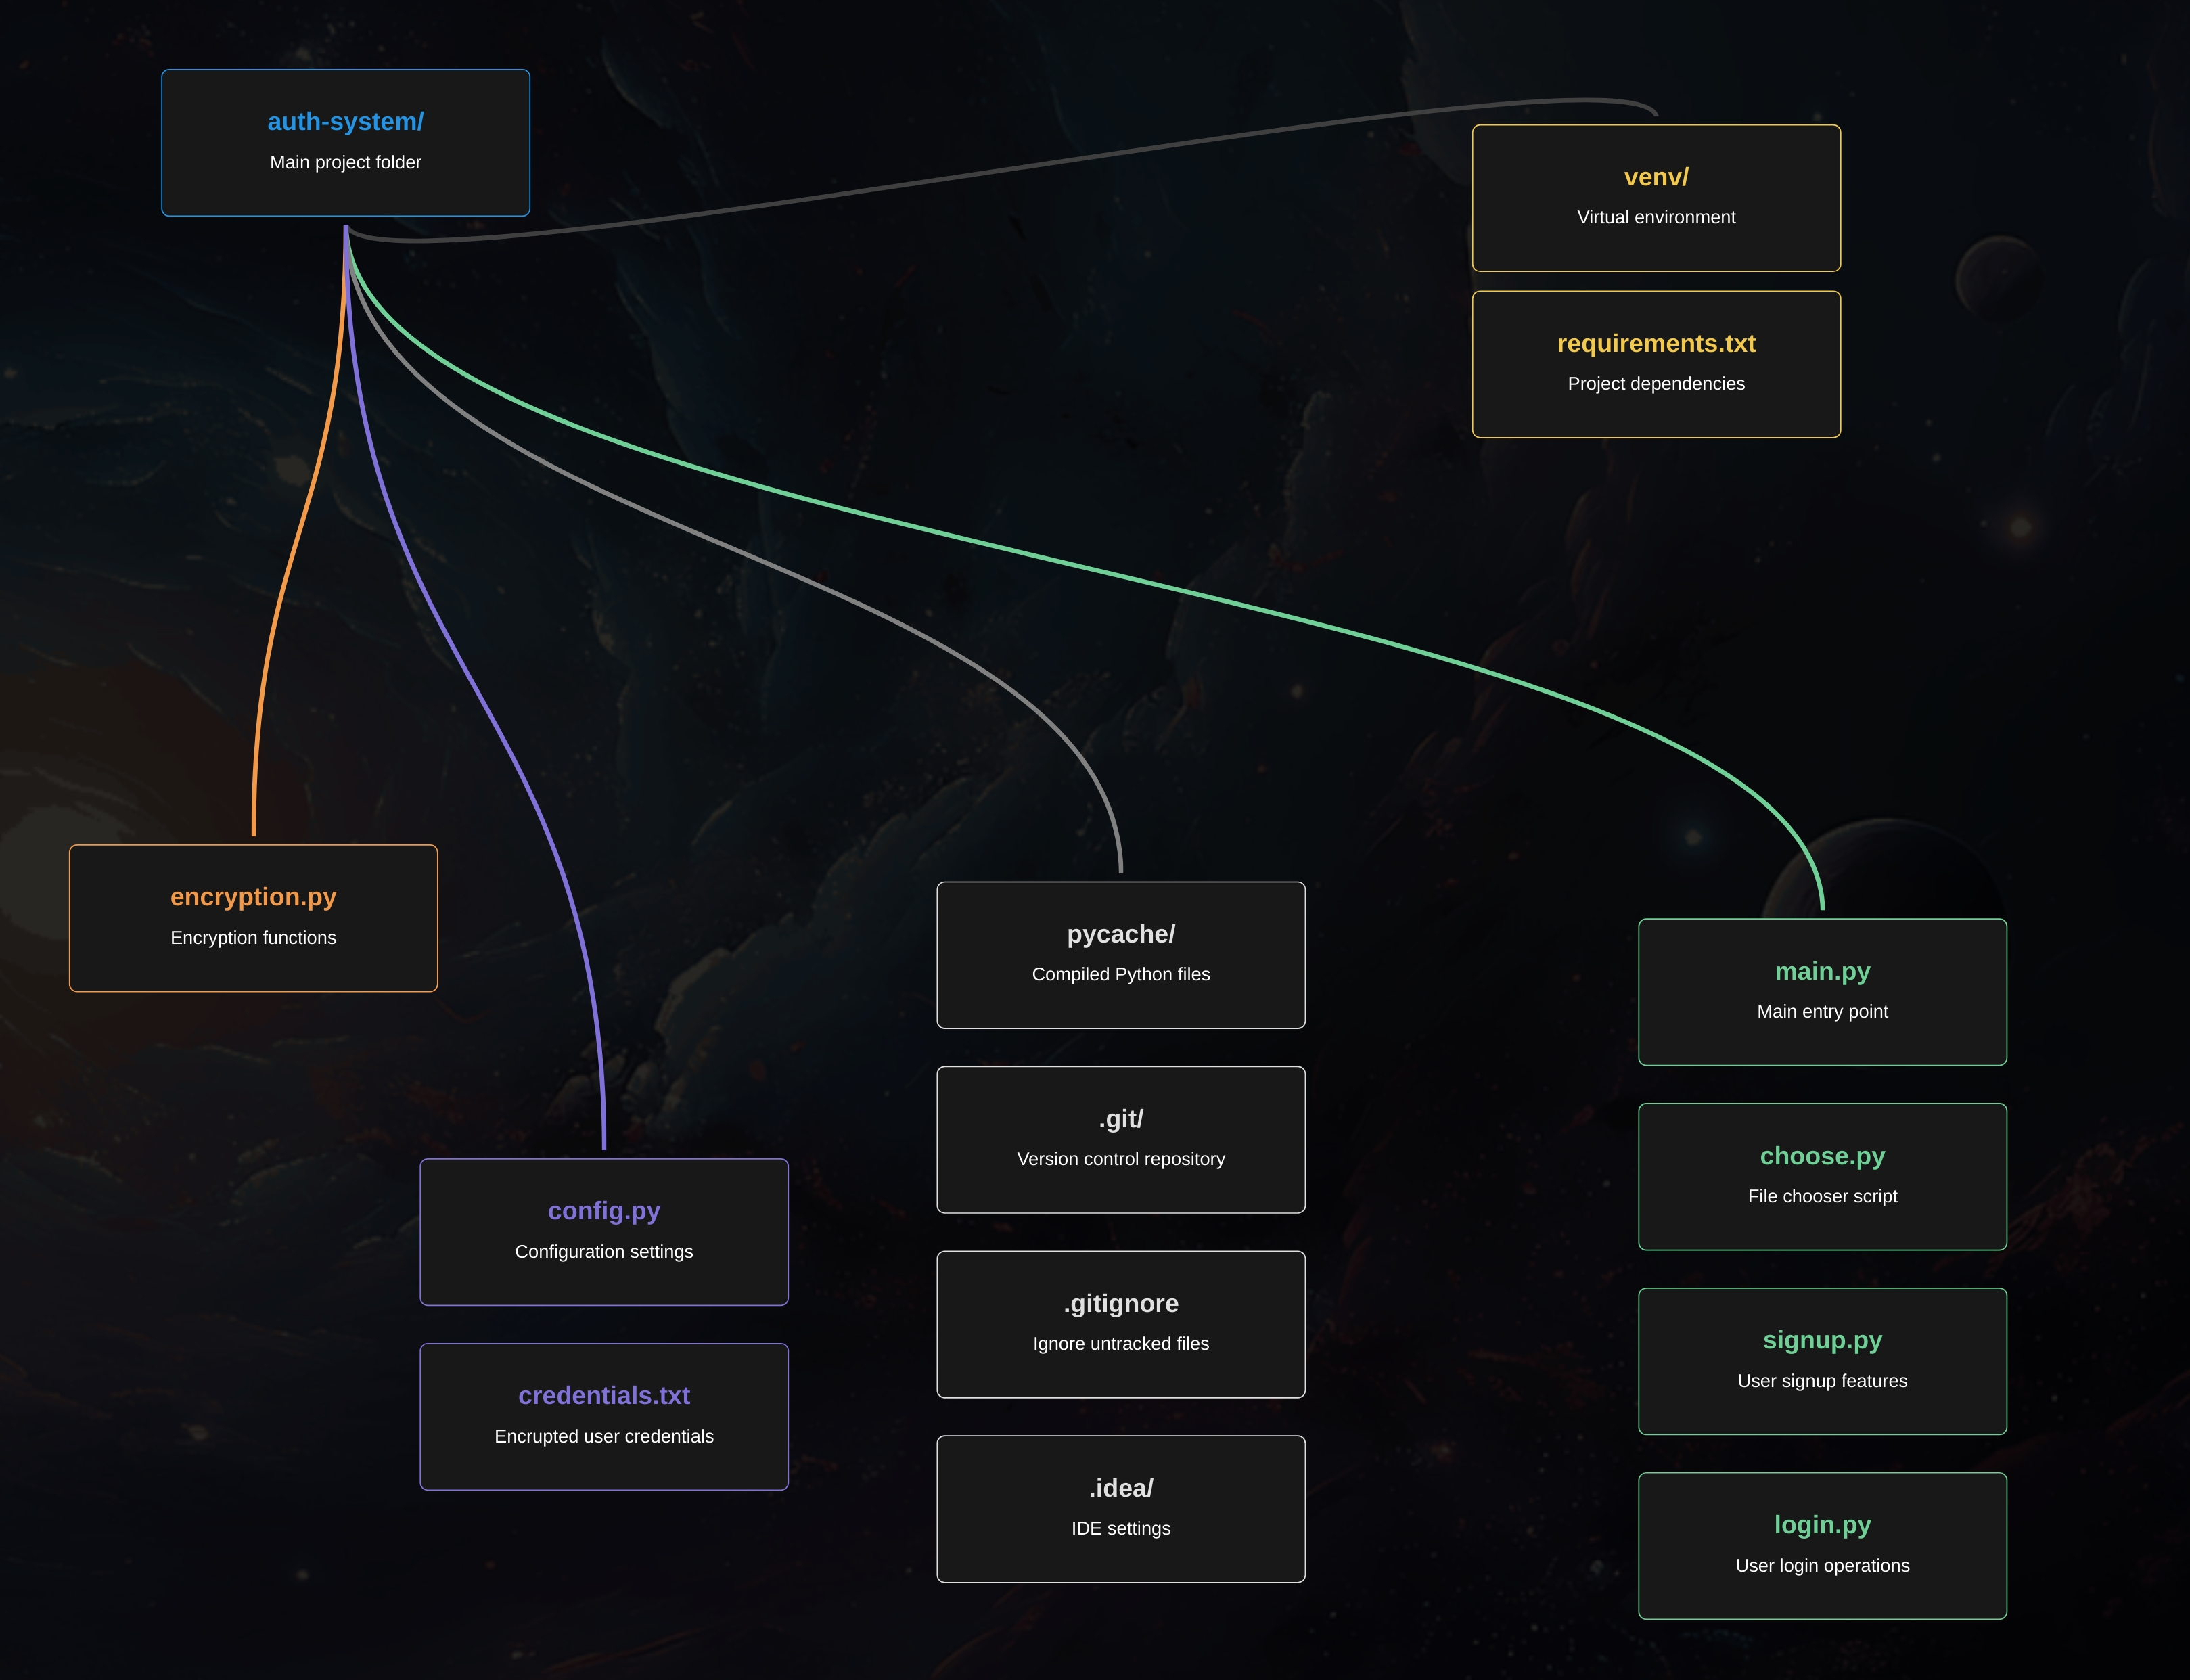 auth-system/
Main project folder
venv/
Virtual environment
requirements.txt
Project dependencies
encryption.py
Encryption functions
config.py
Configuration settings
credentials.txt
Encrupted user credentials
pycache/
Compiled Python files
.git/
Version control repository
.gitignore
Ignore untracked files
.idea/
IDE settings
main.py
Main entry point
choose.py
File chooser script
signup.py
User signup features
login.py
User login operations